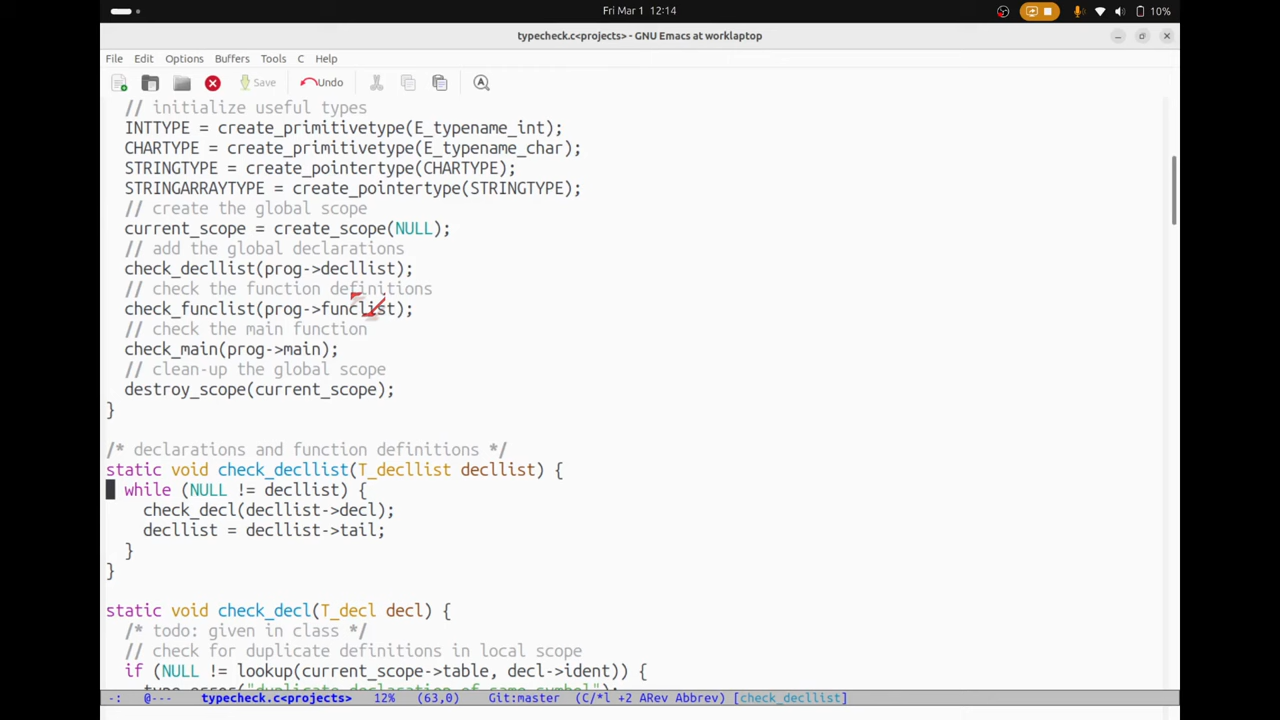 Fri Mar 1 12:14
10%
typecheck.c<projects> - GNU Emacs at worklaptop
File Edit Options Buffers Tools C Help
Save Undo
// initialize useful types
INTTYPE = create_primitivetype(E_typename_int);
CHARTYPE = create_primitivetype(E_typename_char);
STRINGTYPE = create_pointertype(CHARTYPE);
STRINGARRAYTYPE = create_pointertype(STRINGTYPE);
// create the global scope
current_scope = create_scope(NULL);
// add the global declarations
check_decllist(prog->decllist);
// check the function definitions
check_funclist(prog->funclist);
// check the main function
check_main(prog->main);
// clean-up the global scope
destroy_scope(current_scope);
}
/* declarations and function definitions */
static void check_decllist(T_decllist decllist) {
while (NULL != decllist) {
check_decl(decllist->decl);
decllist = decllist->tail;
}
}
static void check_decl(T_decl decl) {
/* todo: given in class */
// check for duplicate definitions in local scope
if (NULL != lookup(current_scope->table, decl->ident)) {
type_error("duplicate declaration of same symbol");
-: @--- typecheck.c<projects> 12% (63,0) Git:master (C/*l +2 ARev Abbrev) [check_decllist]